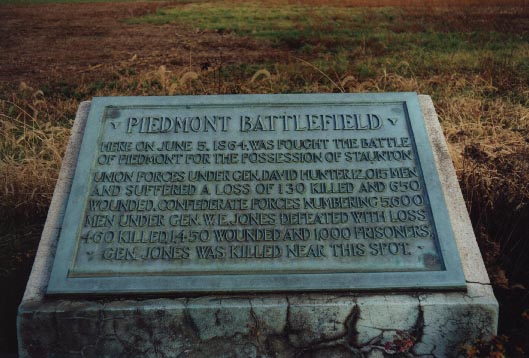 PIEDMONT BATTLEFIELD
HERE ON JUNE 5, 1864, WAS FOUGHT THE BATTLE
OF PIEDMONT FOR THE POSSESSION OF STAUNTON
UNION FORCES UNDER GEN. DAVID HUNTER 12,015 MEN
AND SUFFERED A LOSS OF 130 KILLED AND 650
WOUNDED. CONFEDERATE FORCES NUMBERING 5,600
MEN UNDER GEN. W. E. JONES DEFEATED WITH LOSS
460 KILLED, 1450 WOUNDED AND 1,000 PRISONERS.
GEN. JONES WAS KILLED NEAR THIS SPOT.